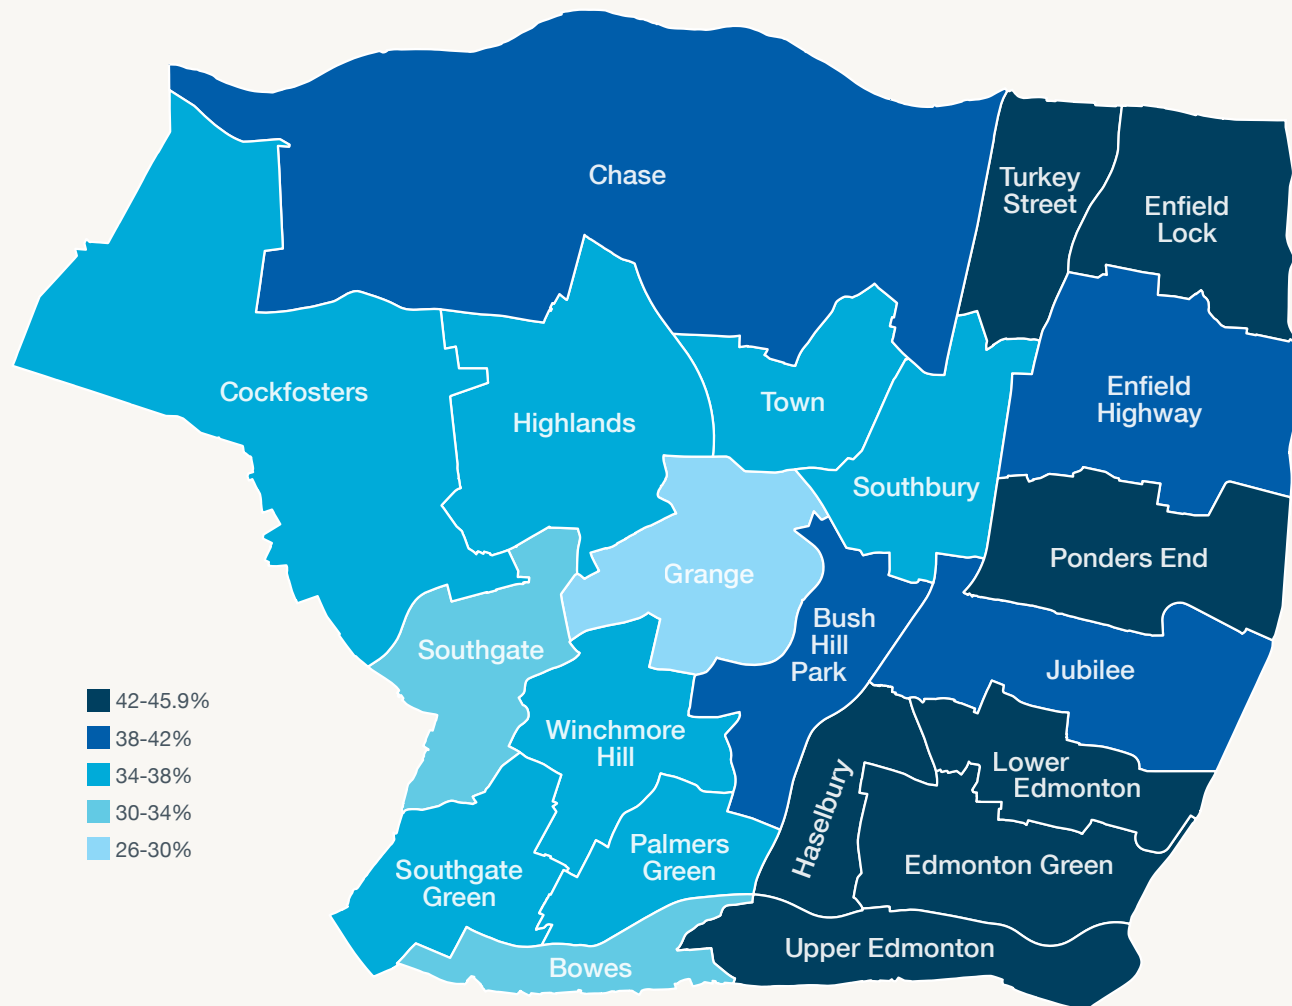 Chase
Turkey
Street
Enfield
Lock
Cockfosters
Highlands
Town
Enfield
Highway
Southbury
Grange
Ponders End
Southgate
Bush
Hill
Park
Jubilee
Winchmore
Hill
Lower
Edmonton
Haselbury
Palmers
Green
Edmonton Green
Southgate
Green
Upper Edmonton
Bowes
42-45.9%
38-42%
34-38%
30-34%
26-30%